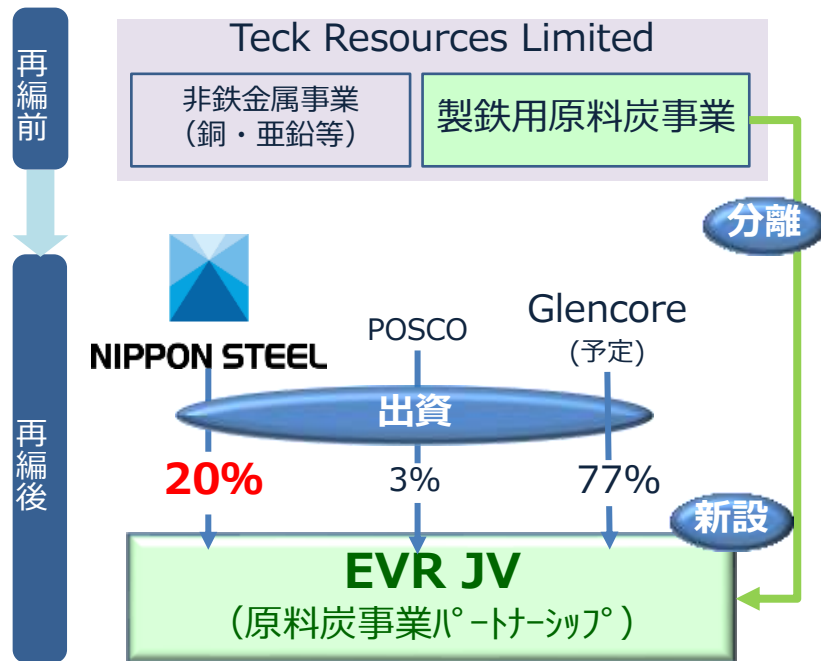 再編前
Teck Resources Limited
非鉄金属事業
（銅・亜鉛等）
製鉄用原料炭事業
分離
再編後
NIPPON STEEL
POSCO
Glencore
(予定)
出資
20%
3%
77%
新設
EVR JV
（原料炭事業ﾊﾟｰﾄﾅｰｼｯﾌﾟ）